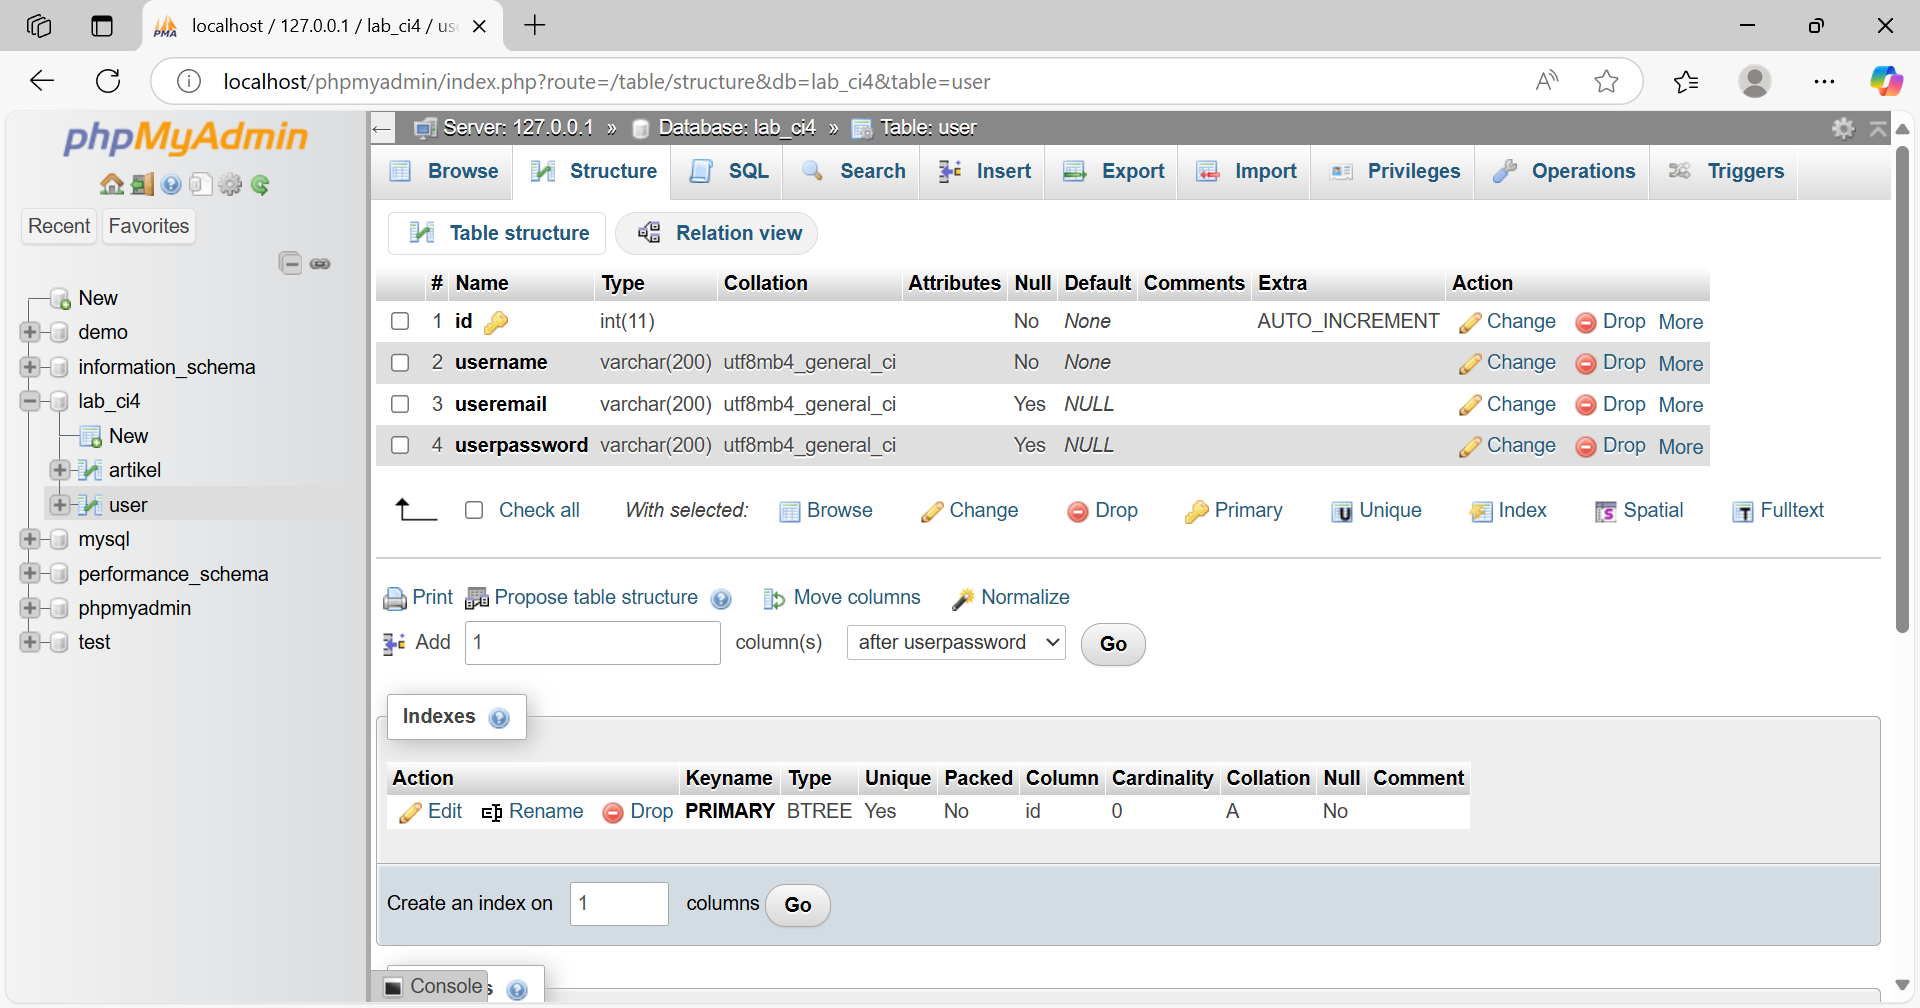 localhost / 127.0.0.1 / lab_ci4 / us
localhost/phpmyadmin/index.php?route=/table/structure&db=lab_ci4&table=user
phpMyAdmin
Recent Favorites
New
demo
information_schema
lab_ci4
New
artikel
user
mysql
performance_schema
phpmyadmin
test
Server: 127.0.0.1 » Database: lab_ci4 » Table: user
Browse Structure SQL Search Insert Export Import Privileges Operations Triggers
Table structure Relation view
# Name Type Collation Attributes Null Default Comments Extra Action
1 id int(11) No None AUTO_INCREMENT Change Drop More
2 username varchar(200) utf8mb4_general_ci No None Change Drop More
3 useremail varchar(200) utf8mb4_general_ci Yes NULL Change Drop More
4 userpassword varchar(200) utf8mb4_general_ci Yes NULL Change Drop More
Check all With selected: Browse Change Drop Primary Unique Index Spatial Fulltext
Print Propose table structure Move columns Normalize
Add 1 column(s) after userpassword Go
Indexes
Action Keyname Type Unique Packed Column Cardinality Collation Null Comment
Edit Rename Drop PRIMARY BTREE Yes No id 0 A No
Create an index on 1 columns Go
Console